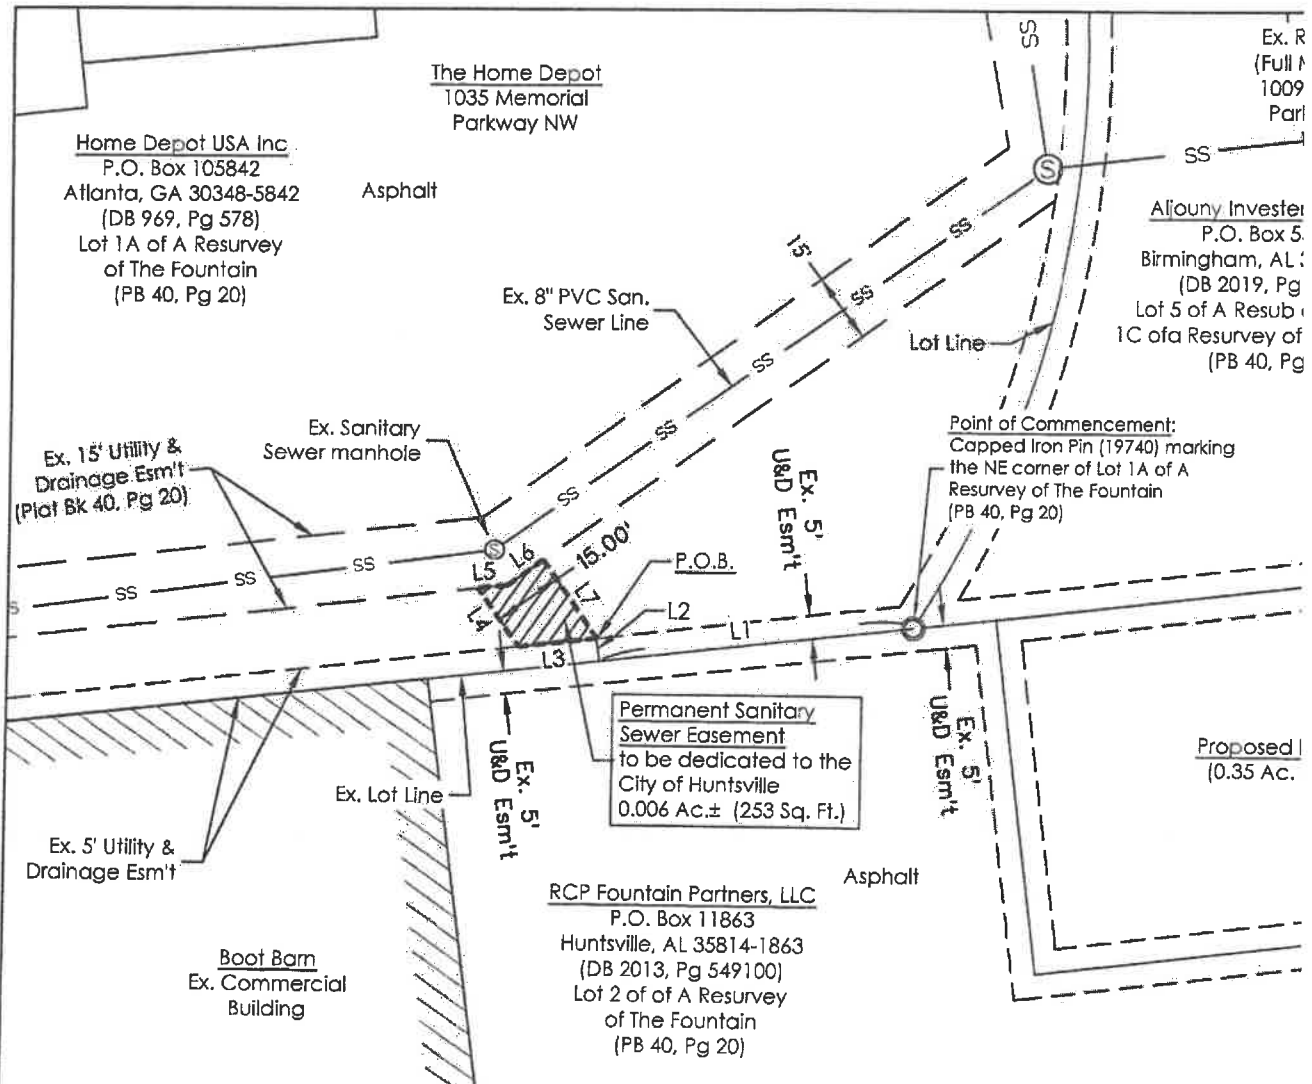 The Home Depot
1035 Memorial
Parkway NW
Home Depot USA Inc
P.O. Box 105842
Atlanta, GA 30348-5842
(DB 969, Pg 578)
Lot 1A of A Resurvey
of The Fountain
(PB 40, Pg 20)
Asphalt
SS
Ex. R
(Full
1009
SS
S
Aljouny
P.O. Box 5
Birmingham, AL
(DB 2019, Pg
Lot 5 of A Resub
1C ofa Resurvey of
(PB 40, Pg
15'
SS
SS
SS
SS
SS
Ex. 8" PVC San.
Sewer Line
Lot Line
Ex. Sanitary
Sewer manhole
Ex. 15' Utility &
Drainage Esm't
(Plat Bk 40, Pg 20)
Point of Commencement:
Capped Iron Pin (19740) marking
the NE corner of Lot 1A of A
Resurvey of The Fountain
(PB 40, Pg 20)
Ex. 5'
U&D Esm't
S
SS
SS
SS
S
L5
L6
15.00'
L7
L4
P.O.B.
L2
L1
L3
Permanent Sanitary
Sewer Easement
to be dedicated to the
City of Huntsville
0.006 Ac.± (253 Sq. Ft.)
Ex. 5'
U&D Esm't
Ex. 5'
U&D Esm't
Proposed
(0.35 Ac.
Ex. Lot Line
Ex. 5' Utility &
Drainage Esm't
Asphalt
RCP Fountain Partners, LLC
P.O. Box 11863
Huntsville, AL 35814-1863
(DB 2013, Pg 549100)
Lot 2 of of A Resurvey
of The Fountain
(PB 40, Pg 20)
Boot Barn
Ex. Commercial
Building